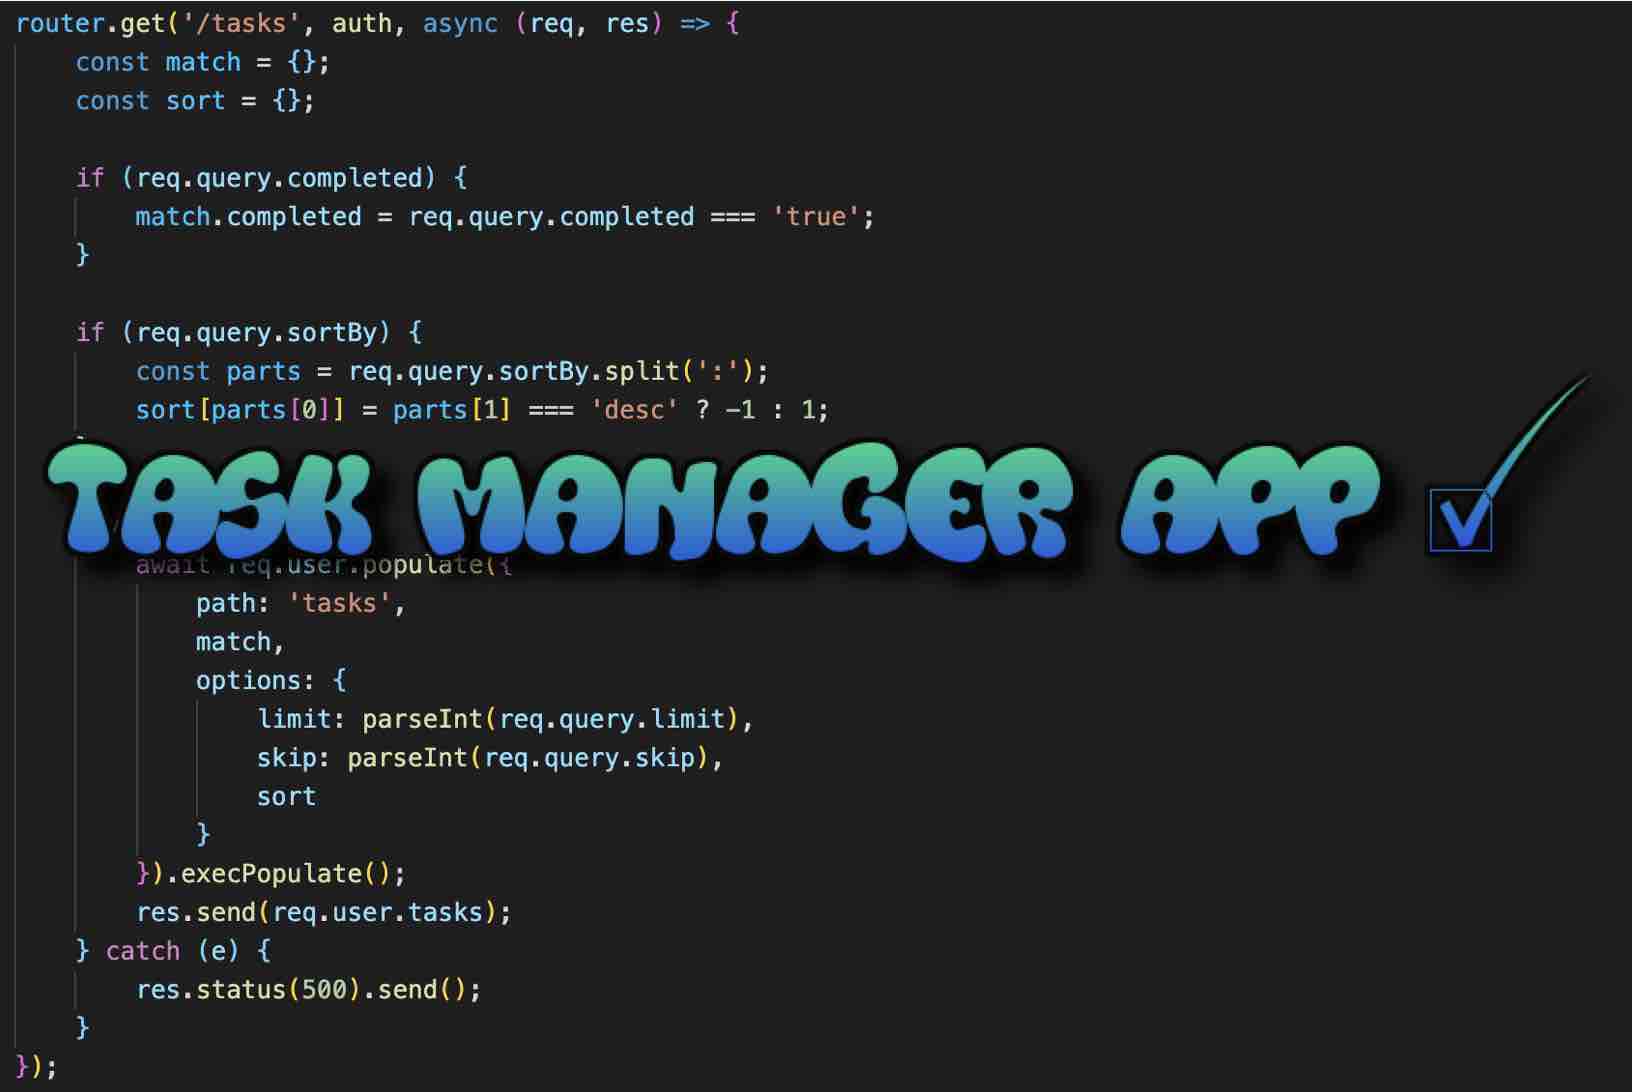 router.get('/tasks', auth, async (req, res) => {
    const match = {};
    const sort = {};

    if (req.query.completed) {
        match.completed = req.query.completed === 'true';
    }

    if (req.query.sortBy) {
        const parts = req.query.sortBy.split(':');
        sort[parts[0]] = parts[1] === 'desc' ? -1 : 1;
TASK MANAGER APP
        await req.user.populate({
            path: 'tasks',
            match,
            options: {
                limit: parseInt(req.query.limit),
                skip: parseInt(req.query.skip),
                sort
            }
        }).execPopulate();
        res.send(req.user.tasks);
    } catch (e) {
        res.status(500).send();
    }
});